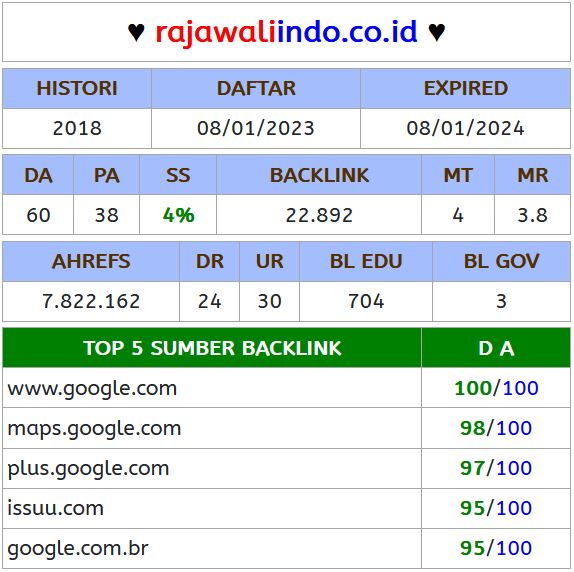 ♥ rajawaliindo.co.id ♥
HISTORI DAFTAR EXPIRED
2018 08/01/2023 08/01/2024
DA PA SS BACKLINK MT MR
60 38 4% 22.892 4 3.8
AHREFS DR UR BL EDU BL GOV
7.822.162 24 30 704 3
TOP 5 SUMBER BACKLINK D A
www.google.com 100/100
maps.google.com 98/100
plus.google.com 97/100
issuu.com 95/100
google.com.br 95/100